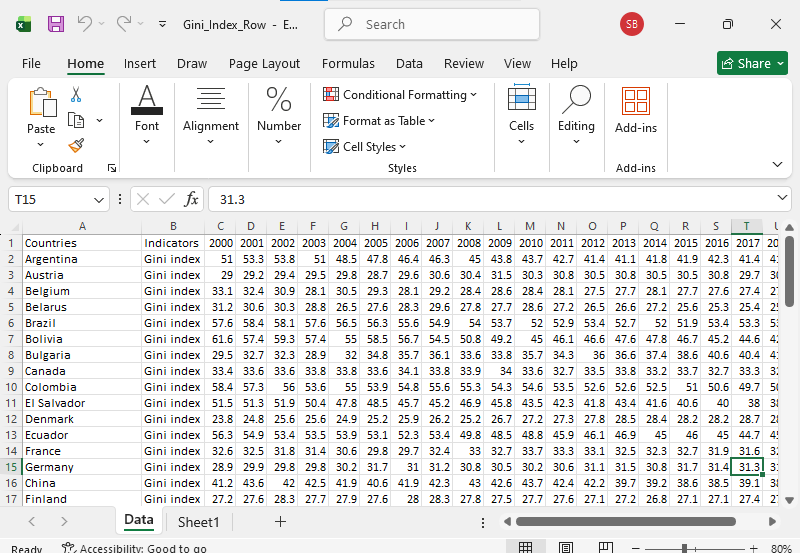 Gini_Index_Row - E... Search SB
File Home Insert Draw Page Layout Formulas Data Review View Help Share
Paste Font Alignment Number Conditional Formatting Format as Table Cell Styles Cells Editing Add-ins
Clipboard Styles Add-ins
T15 fx 31.3
A B C D E F G H I J K L M N O P Q R S T U
1 Countries Indicators 2000 2001 2002 2003 2004 2005 2006 2007 2008 2009 2010 2011 2012 2013 2014 2015 2016 2017 20
2 Argentina Gini index 51 53.3 53.8 51 48.5 47.8 46.4 46.3 45 43.8 43.7 42.7 41.4 41.1 41.8 41.9 42.3 41.4 41
3 Austria Gini index 29 29.2 29.4 29.5 29.8 28.7 29.6 30.6 30.4 31.5 30.3 30.8 30.5 30.8 30.5 30.5 30.8 29.7 30
4 Belgium Gini index 33.1 32.4 30.9 28.1 30.5 29.3 28.1 29.2 28.4 28.6 28.4 28.1 27.5 27.7 28.1 27.7 27.6 27.4 27
5 Belarus Gini index 31.2 30.6 30.3 28.8 26.5 27.6 28.3 29.6 27.8 27.7 28.6 27.2 26.5 26.6 27.2 25.6 25.3 25.4 25
6 Brazil Gini index 57.6 58.4 58.1 57.6 56.5 56.3 55.6 54.9 54 53.7 52 52.9 53.4 52.7 52 51.9 53.4 53.3 53
7 Bolivia Gini index 61.6 57.4 59.3 57.4 55 58.5 56.7 54.5 50.8 49.2 45 46.1 46.6 47.6 47.8 46.7 45.2 44.6 42
8 Bulgaria Gini index 29.5 32.7 32.3 28.9 32 34.8 35.7 36.1 33.6 33.8 35.7 34.3 36 36.6 37.4 38.6 40.6 40.4 41
9 Canada Gini index 33.4 33.6 33.6 33.8 33.8 33.6 34.1 33.8 33.9 34 33.6 32.7 33.5 33.8 33.2 33.7 32.7 33.3 32
10 Colombia Gini index 58.4 57.3 56 53.6 55 53.9 54.8 55.6 55.3 54.3 54.6 53.5 52.6 52.6 52.5 51 50.6 49.7 50
11 El Salvador Gini index 51.5 51.3 51.9 50.4 47.8 48.5 45.7 45.2 46.9 45.8 43.5 42.3 41.8 43.4 41.6 40.6 40 38 38
12 Denmark Gini index 23.8 24.8 25.6 25.6 24.9 25.2 25.9 26.2 25.2 26.7 27.2 27.3 27.8 28.5 28.4 28.2 28.2 28.7 28
13 Ecuador Gini index 56.3 54.9 53.4 53.5 53.9 53.1 52.3 53.4 49.8 48.5 48.8 45.9 46.1 46.9 45 46 45 44.7 45
14 France Gini index 32.6 32.5 31.8 31.4 30.6 29.8 29.7 32.4 33 32.7 33.7 33.3 33.1 32.5 32.3 32.7 31.9 31.6 32
15 Germany Gini index 28.9 29.9 29.8 29.8 30.2 31.7 31 31.2 30.8 30.5 30.2 30.6 31.1 31.5 30.8 31.7 31.4 31.3 31
16 China Gini index 41.2 43.6 42 42.5 41.9 40.6 41.9 42.3 43 42.6 43.7 42.4 42.2 39.7 39.2 38.6 38.5 39.1 38
17 Finland Gini index 27.2 27.6 28.3 27.7 27.9 27.6 28 28.3 27.8 27.5 27.7 27.6 27.1 27.2 26.8 27.1 27.1 27.4 27
Data Sheet1
Ready Accessibility: Good to go 80%